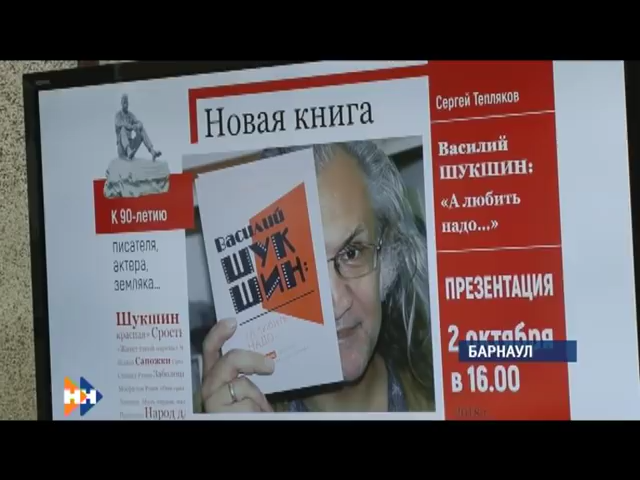 Новая книга
К 90-летию
писателя,
актера,
земляка...
Шукшин
Сапожки
Народ
Василий
ШУК
ШИН:
Сергей Тепляков
Василий
ШУКШИН:
«А любить
надо...»
ПРЕЗЕНТАЦИЯ
2 октября
в 16.00
БАРНАУЛ
НН